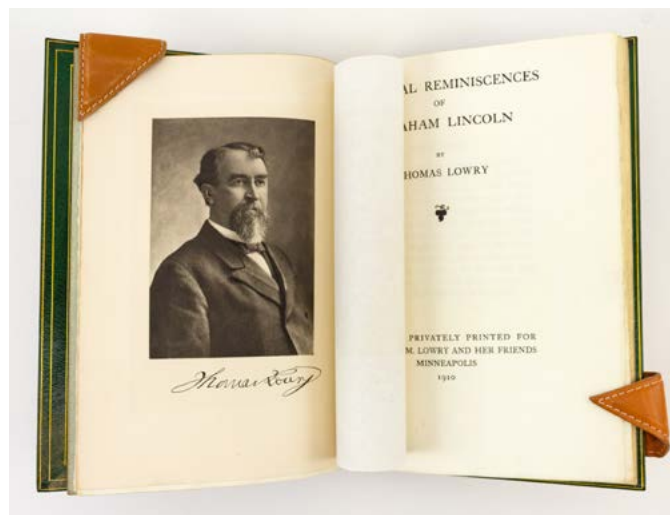 Thomas Lowry
AL REMINISCENCES
OF
AHAM LINCOLN
BY
HOMAS LOWRY
PRIVATELY PRINTED FOR
M. LOWRY AND HER FRIENDS
MINNEAPOLIS
1910